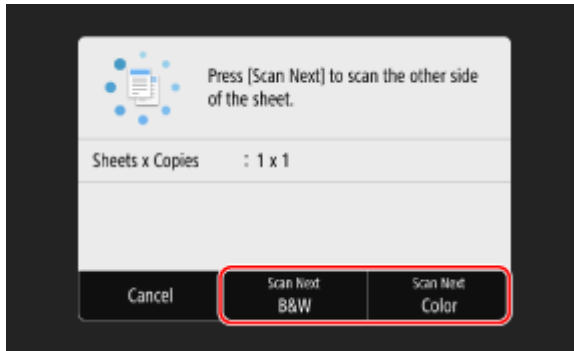 Press [Scan Next] to scan the other side
of the sheet.
Sheets x Copies : 1 x 1
Cancel
Scan Next
B&W
Scan Next
Color